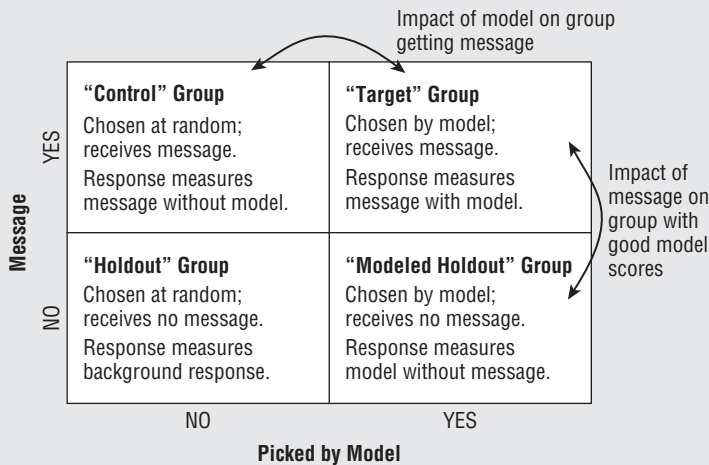 Impact of model on group
getting message
“Control” Group
Chosen at random;
receives message.
Response measures
message without model.
“Target” Group
Chosen by model;
receives message.
Response measures
message with model.
Impact of
message on
group with
good model
scores
YES
Message
NO
“Holdout” Group
Chosen at random;
receives no message.
Response measures
background response.
“Modeled Holdout” Group
Chosen by model;
receives no message.
Response measures
model without message.
NO
YES
Picked by Model